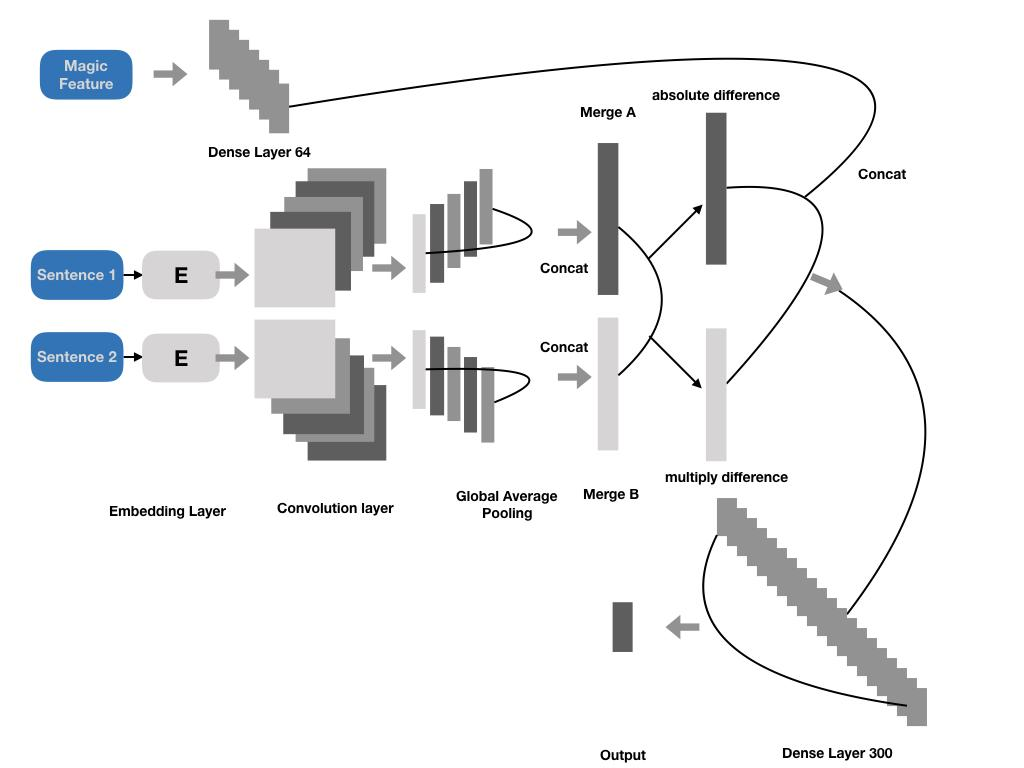 Magic
Feature
absolute difference
Merge A
Dense Layer 64
Concat
Sentence 1
E
Concat
Sentence 2
E
Concat
multiply difference
Embedding Layer
Convolution layer
Global Average
Pooling
Merge B
Output
Dense Layer 300